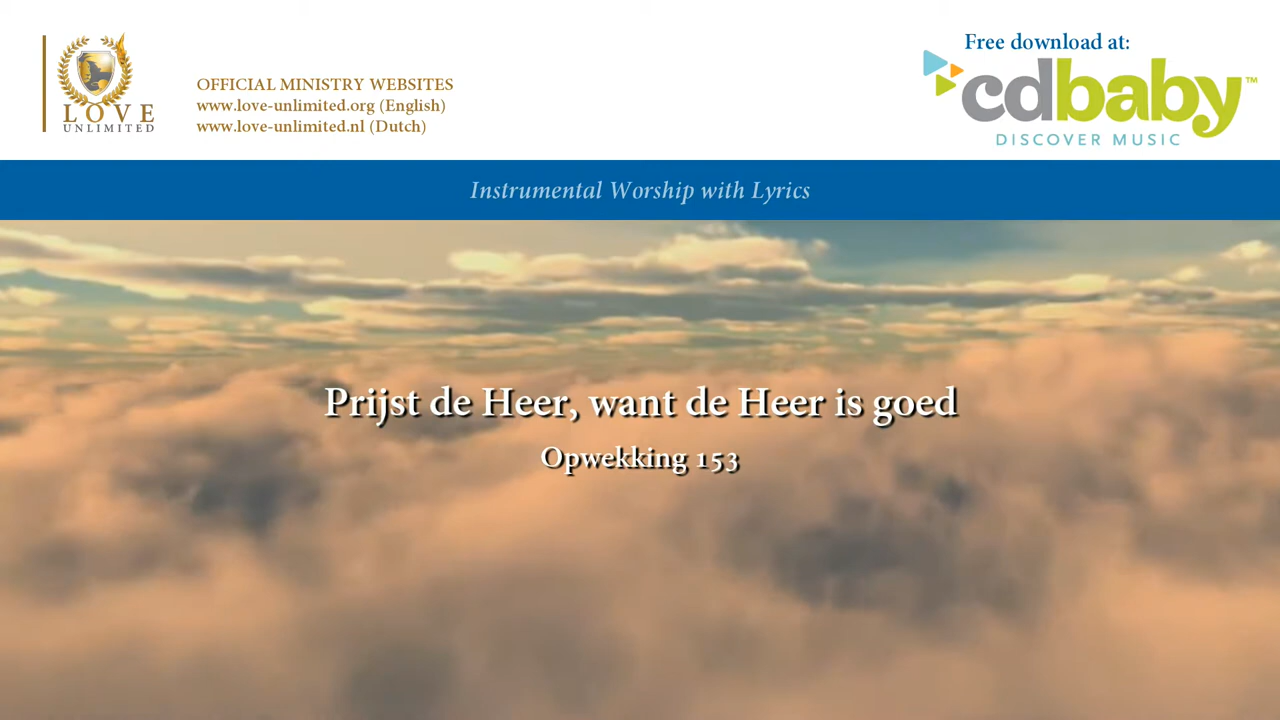 LOVE
UNLIMITED
OFFICIAL MINISTRY WEBSITES
www.love-unlimited.org (English)
www.love-unlimited.nl (Dutch)
Free download at:
cdbaby™
DISCOVER MUSIC
Instrumental Worship with Lyrics
Prijst de Heer, want de Heer is goed
Opwekking 153